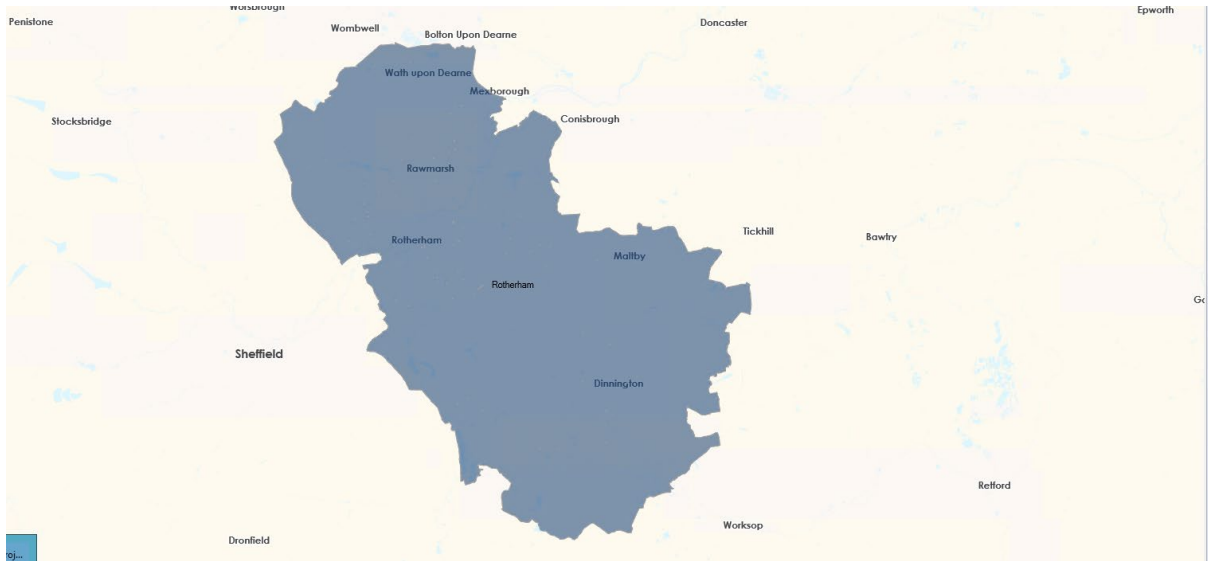 Worsbrough
Epworth
Penistone
Doncaster
Wombwell
Bolton Upon Dearne
Wath upon Dearne
Mexborough
Stocksbridge
Conisbrough
Rawmarsh
Tickhill
Bawtry
Rotherham
Maltby
Rotherham
Sheffield
Dinnington
Retford
Worksop
Dronfield
roj...